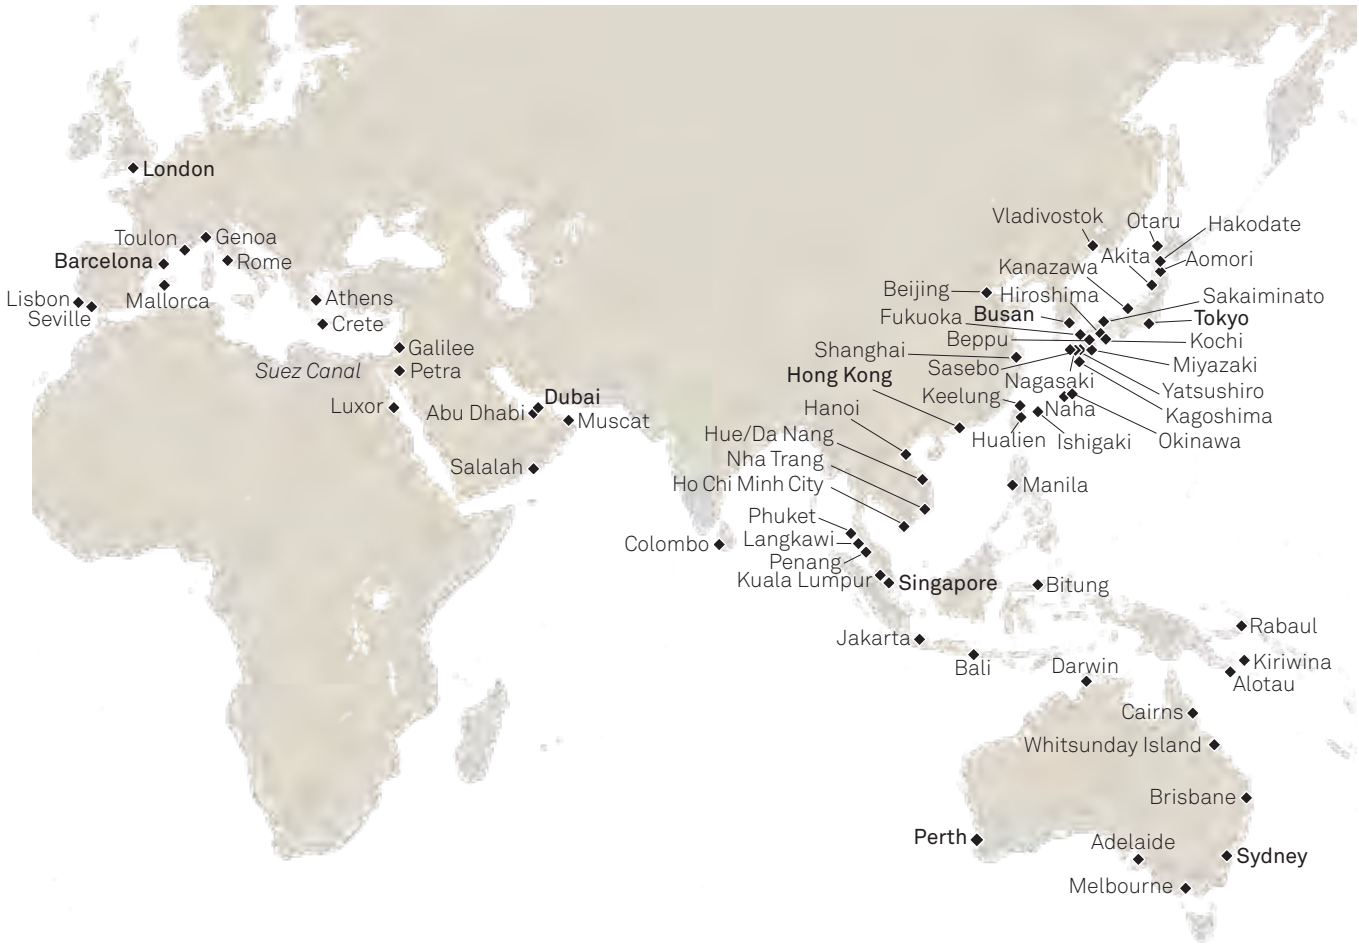 London
Toulon
Genoa
Barcelona
Rome
Lisbon
Seville
Mallorca
Athens
Crete
Galilee
Suez Canal
Petra
Luxor
Dubai
Abu Dhabi
Muscat
Salalah
Colombo
Vladivostok
Otaru
Hakodate
Akita
Aomori
Kanazawa
Beijing
Hiroshima
Sakaiminato
Fukuoka
Busan
Tokyo
Beppu
Kochi
Shanghai
Sasebo
Miyazaki
Hong Kong
Nagasaki
Yatsushiro
Keelung
Naha
Kagoshima
Hanoi
Hualien
Ishigaki
Okinawa
Hue/Da Nang
Nha Trang
Ho Chi Minh City
Manila
Phuket
Langkawi
Penang
Kuala Lumpur
Singapore
Bitung
Jakarta
Bali
Rabaul
Kiriwina
Alotau
Darwin
Cairns
Whitsunday Island
Brisbane
Perth
Adelaide
Sydney
Melbourne